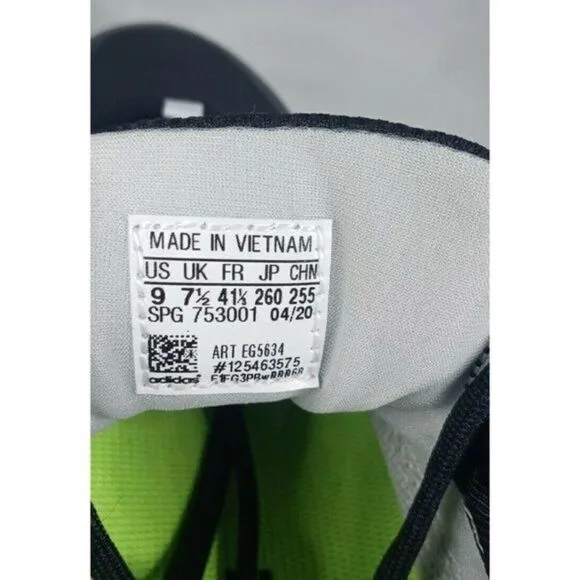 MADE IN VIETNAM
US UK FR JP CHN
9 7½ 41⅓ 260 255
SPG 753001 04/20
ART EG5634
#125463575
adidas